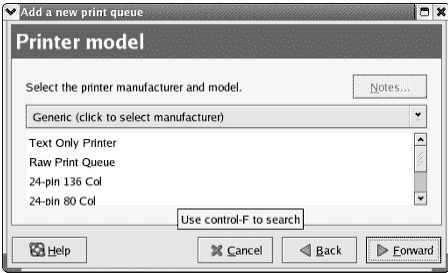 Add a new print queue
Printer model
Select the printer manufacturer and model.
Notes...
Generic (click to select manufacturer)
Text Only Printer
Raw Print Queue
24-pin 136 Col
24-pin 80 Col
Use control-F to search
Help
Cancel
Back
Forward